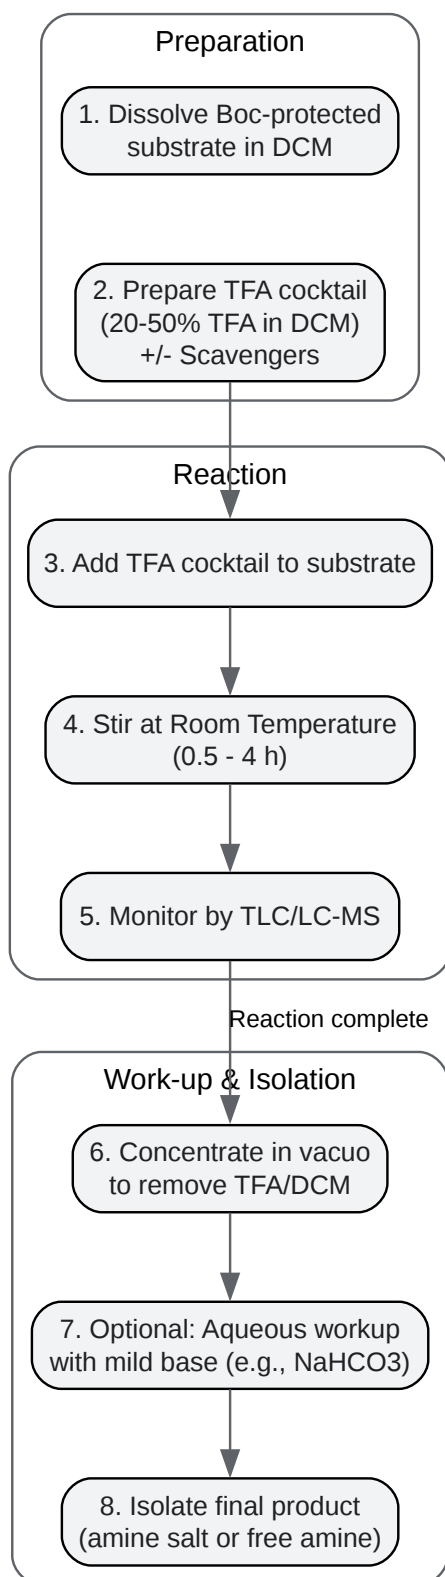 Preparation
1. Dissolve Boc-protected
substrate in DCM
2. Prepare TFA cocktail
(20-50% TFA in DCM)
+/- Scavengers
Reaction
3. Add TFA cocktail to substrate
4. Stir at Room Temperature
(0.5 - 4 h)
5. Monitor by TLC/LC-MS
Reaction complete
Work-up & Isolation
6. Concentrate in vacuo
to remove TFA/DCM
7. Optional: Aqueous workup
with mild base (e.g., NaHCO3)
8. Isolate final product
(amine salt or free amine)